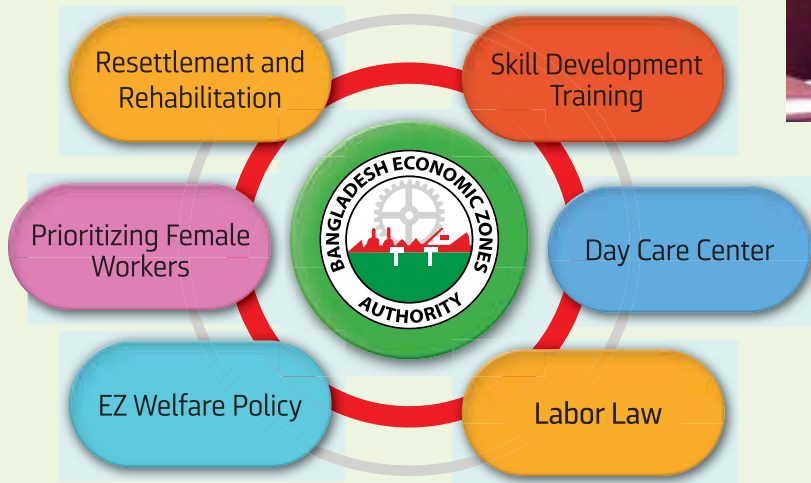 Resettlement and
Rehabilitation
Skill Development
Training
Prioritizing Female
Workers
BANGLADESH ECONOMIC ZONES
AUTHORITY
Day Care Center
EZ Welfare Policy
Labor Law